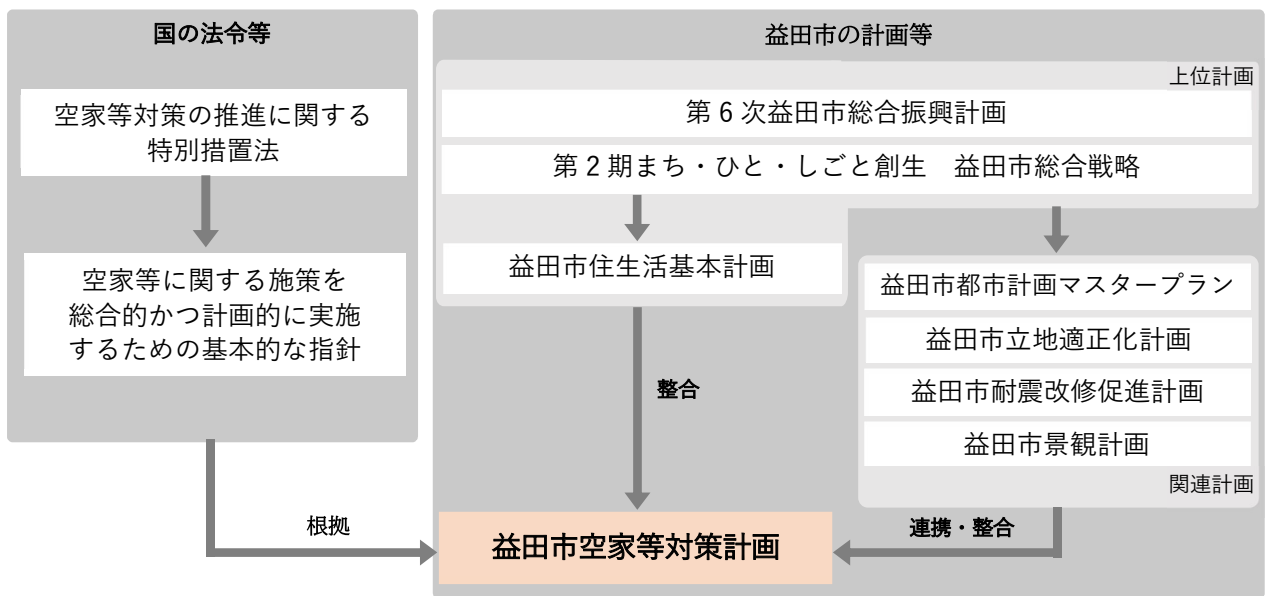 国の法令等
空家等対策の推進に関する
特別措置法
空家等に関する施策を
総合的かつ計画的に実施
するための基本的な指針
根拠
益田市の計画等
上位計画
第6次益田市総合振興計画
第2期まち・ひと・しごと創生　益田市総合戦略
益田市住生活基本計画
整合
益田市都市計画マスタープラン
益田市立地適正化計画
益田市耐震改修促進計画
益田市景観計画
関連計画
連携・整合
益田市空家等対策計画